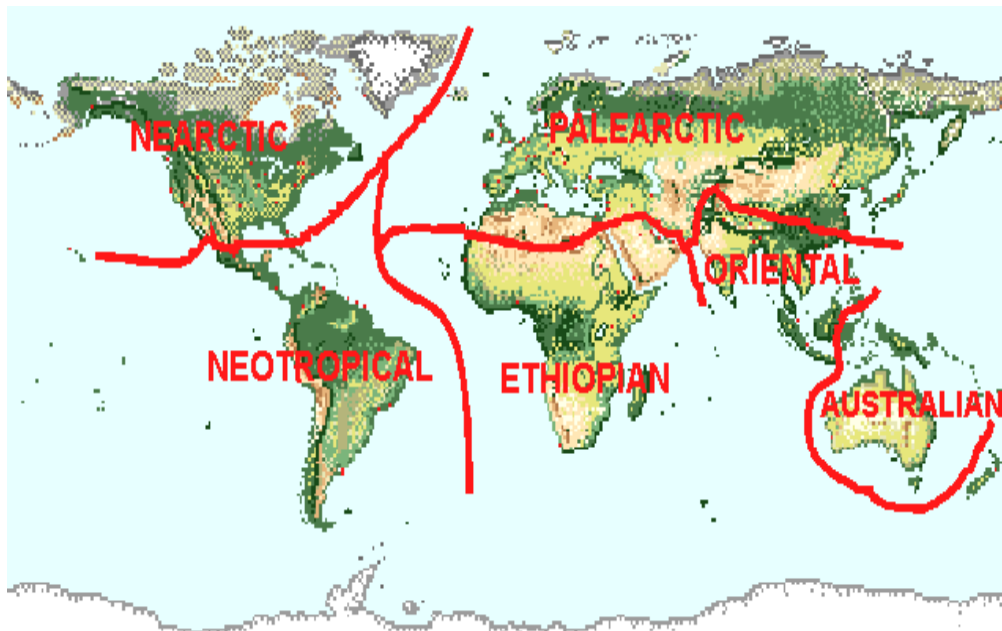 NEARCTIC
PALEARCTIC
ORIENTAL
NEOTROPICAL
ETHIOPIAN
AUSTRALIAN